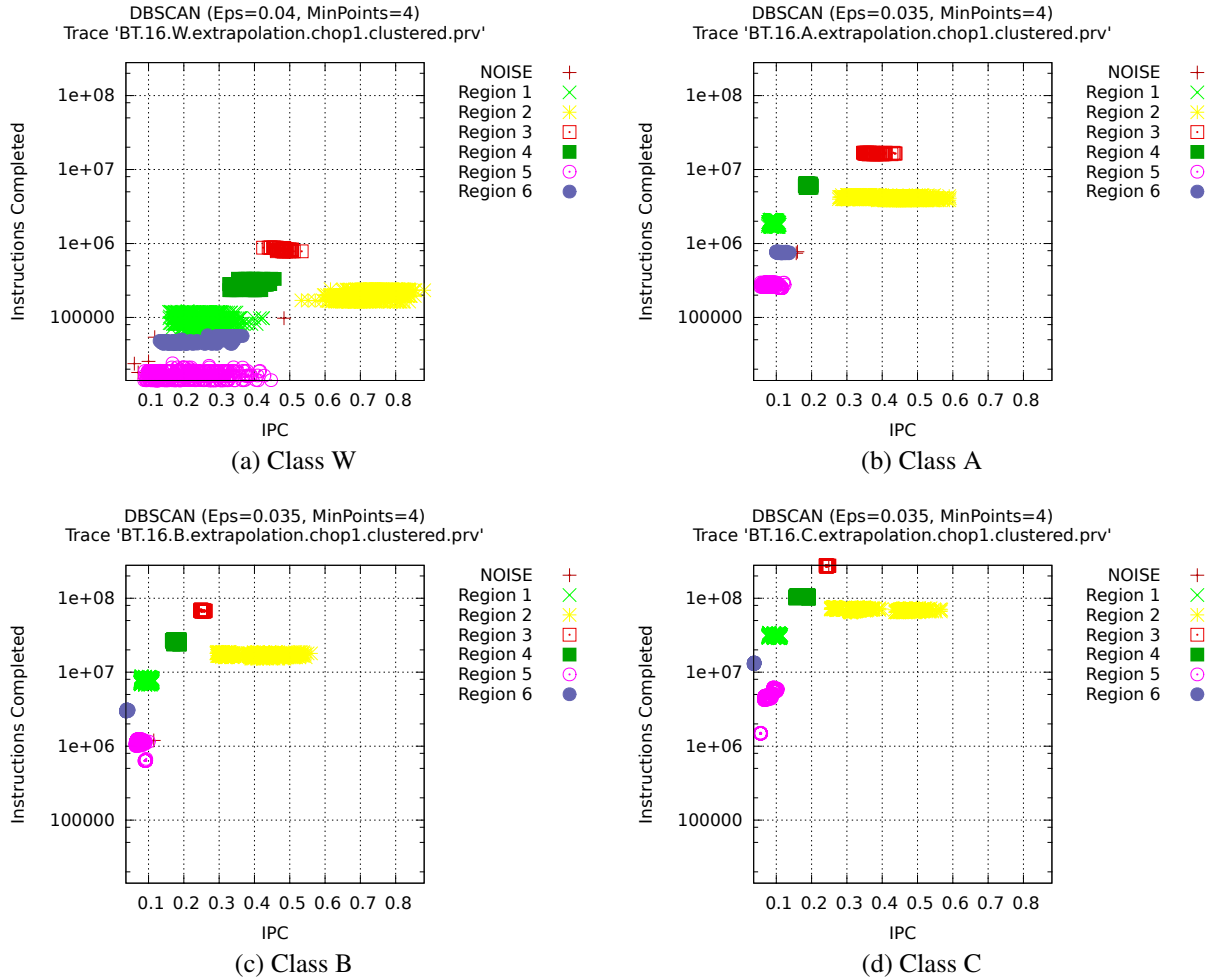 DBSCAN (Eps=0.04, MinPoints=4)
Trace 'BT.16.W.extrapolation.chop1.clustered.prv'
Instructions Completed
1e+08
1e+07
1e+06
100000
0.1 0.2 0.3 0.4 0.5 0.6 0.7 0.8
IPC
NOISE
Region 1
Region 2
Region 3
Region 4
Region 5
Region 6
(a) Class W
DBSCAN (Eps=0.035, MinPoints=4)
Trace 'BT.16.A.extrapolation.chop1.clustered.prv'
Instructions Completed
1e+08
1e+07
1e+06
100000
0.1 0.2 0.3 0.4 0.5 0.6 0.7 0.8
IPC
NOISE
Region 1
Region 2
Region 3
Region 4
Region 5
Region 6
(b) Class A
DBSCAN (Eps=0.035, MinPoints=4)
Trace 'BT.16.B.extrapolation.chop1.clustered.prv'
Instructions Completed
1e+08
1e+07
1e+06
100000
0.1 0.2 0.3 0.4 0.5 0.6 0.7 0.8
IPC
NOISE
Region 1
Region 2
Region 3
Region 4
Region 5
Region 6
(c) Class B
DBSCAN (Eps=0.035, MinPoints=4)
Trace 'BT.16.C.extrapolation.chop1.clustered.prv'
Instructions Completed
1e+08
1e+07
1e+06
100000
0.1 0.2 0.3 0.4 0.5 0.6 0.7 0.8
IPC
NOISE
Region 1
Region 2
Region 3
Region 4
Region 5
Region 6
(d) Class C